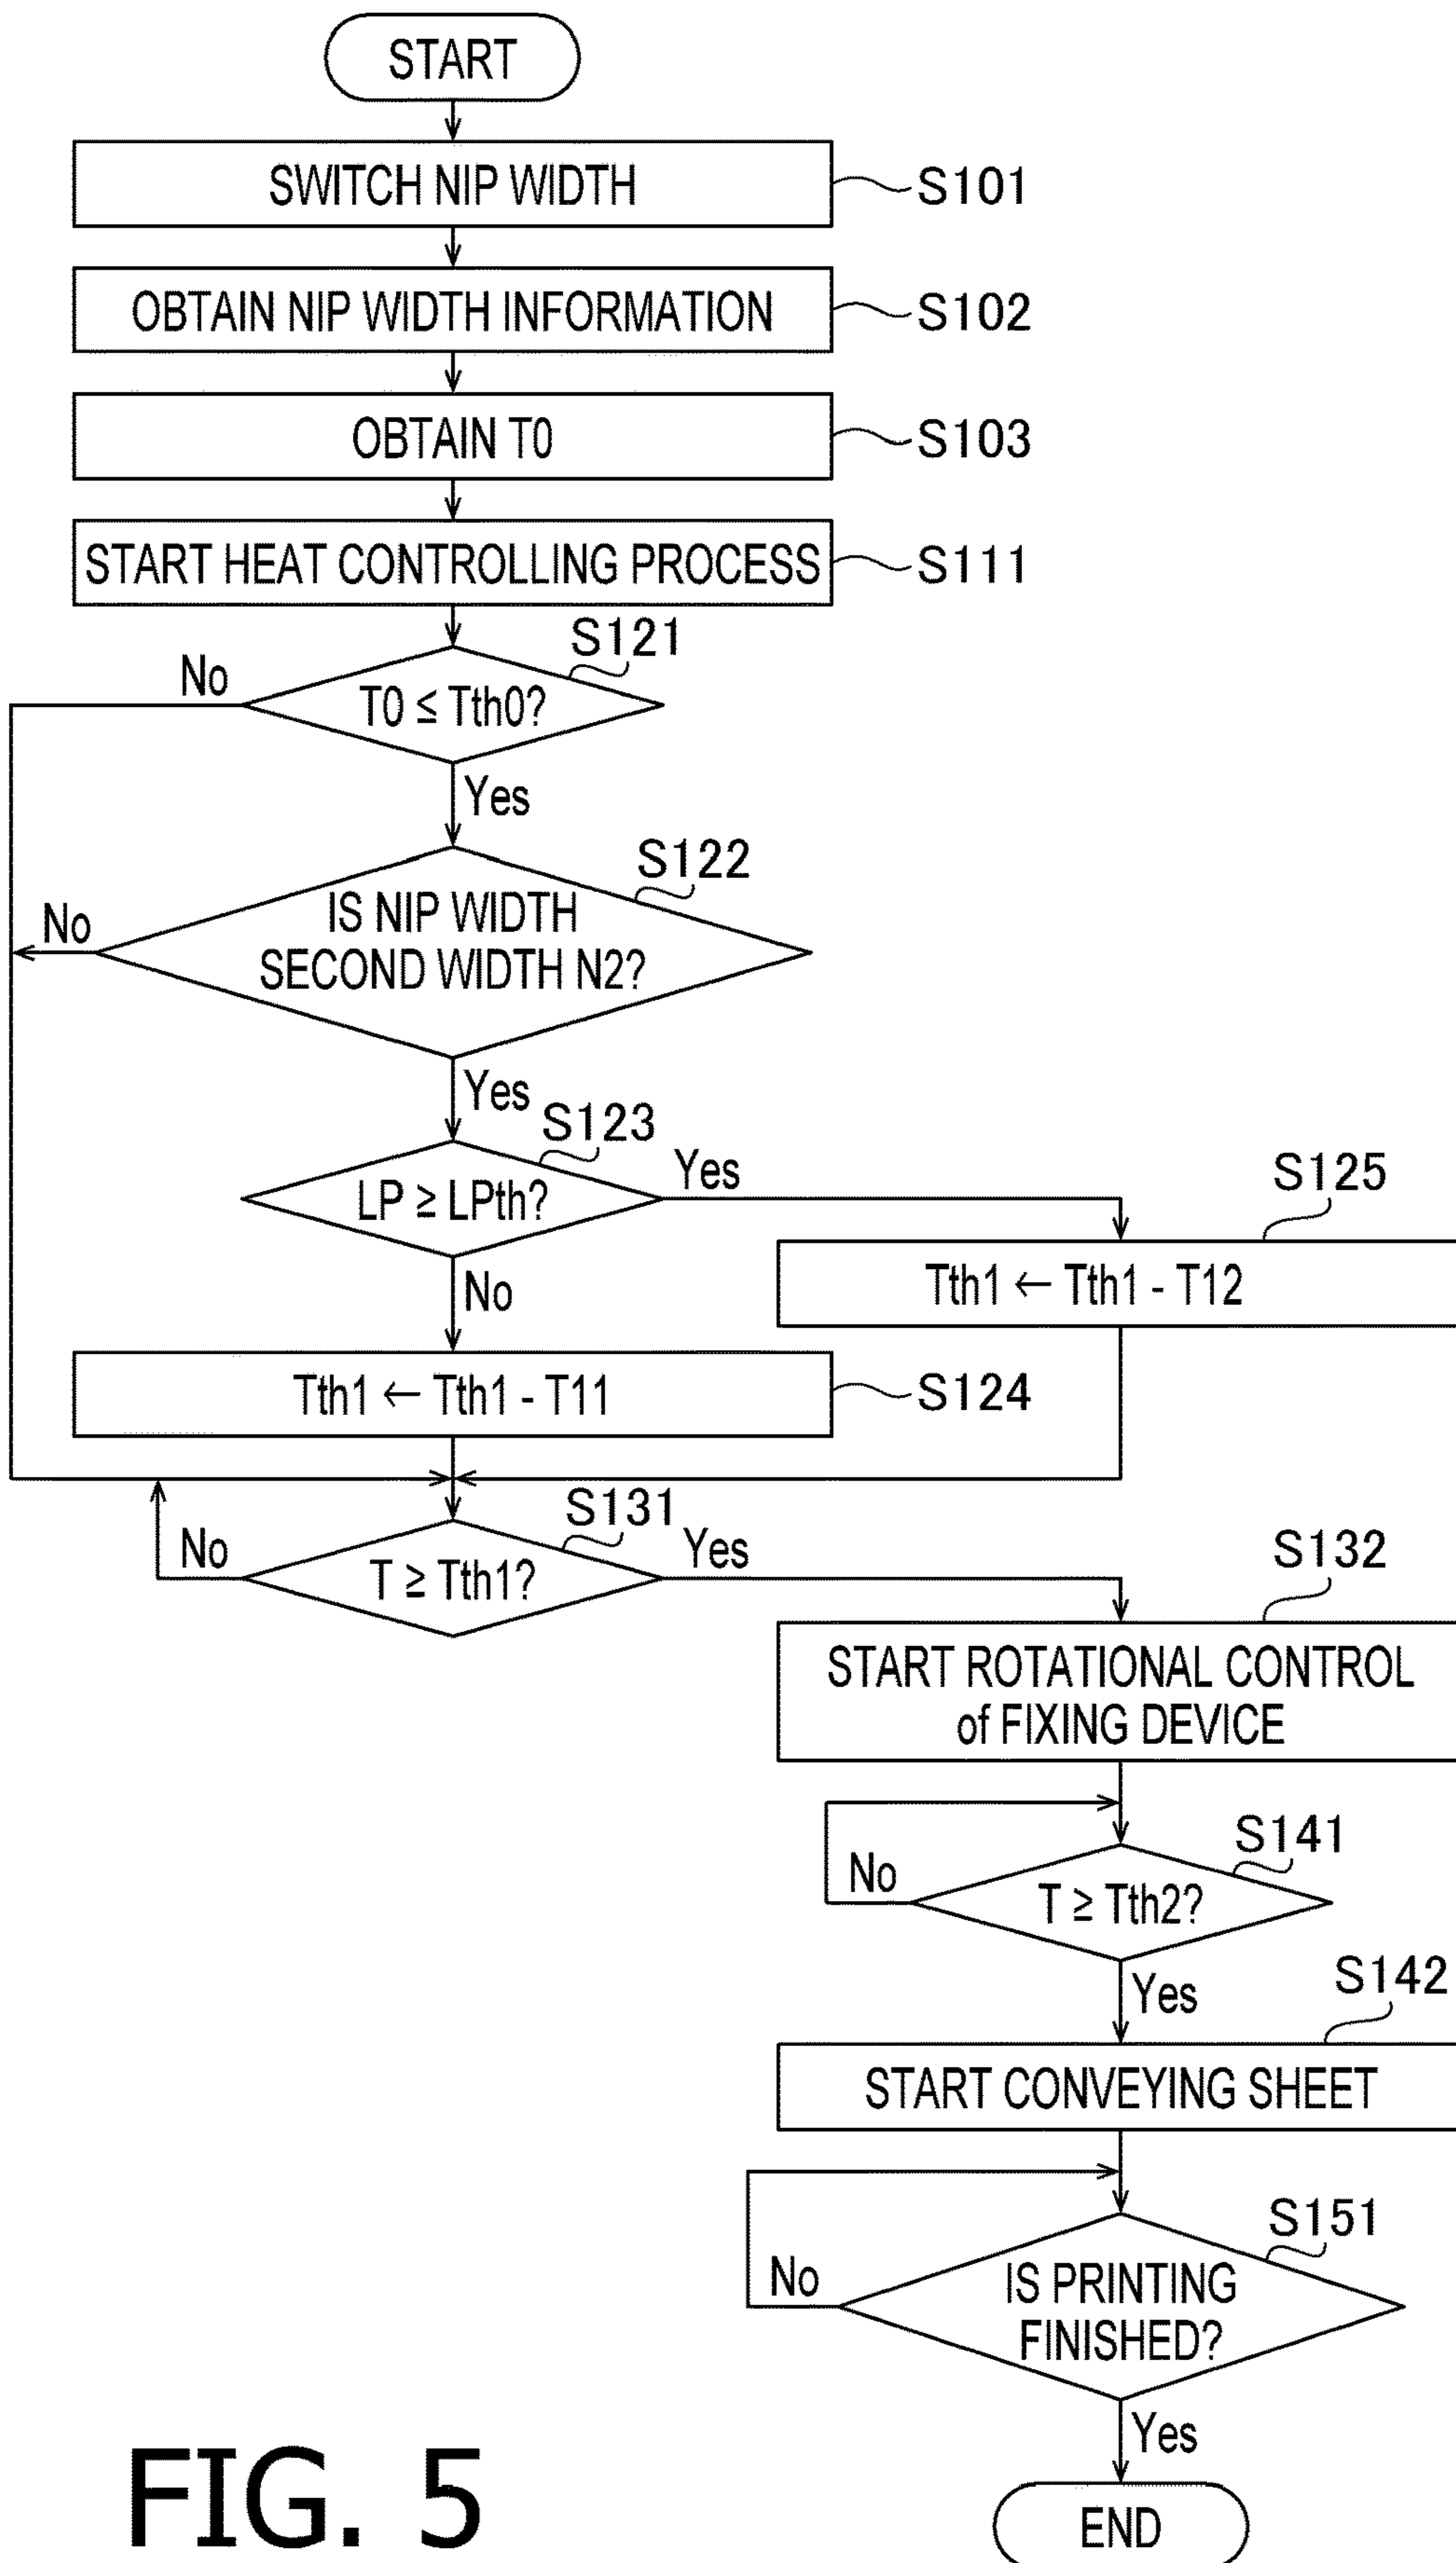 START
SWITCH NIP WIDTH
S101
OBTAIN NIP WIDTH INFORMATION
S102
OBTAIN T0
S103
START HEAT CONTROLLING PROCESS
S111
S121
No
T0 ≤ Tth0?
Yes
S122
No
IS NIP WIDTH
SECOND WIDTH N2?
Yes
S123
Yes
LP ≥ LPth?
S125
No
Tth1 ← Tth1 - T12
Tth1 ← Tth1 - T11
S124
S131
No
Yes
T ≥ Tth1?
S132
START ROTATIONAL CONTROL
of FIXING DEVICE
S141
No
T ≥ Tth2?
Yes
S142
START CONVEYING SHEET
S151
No
IS PRINTING
FINISHED?
Yes
END
FIG. 5